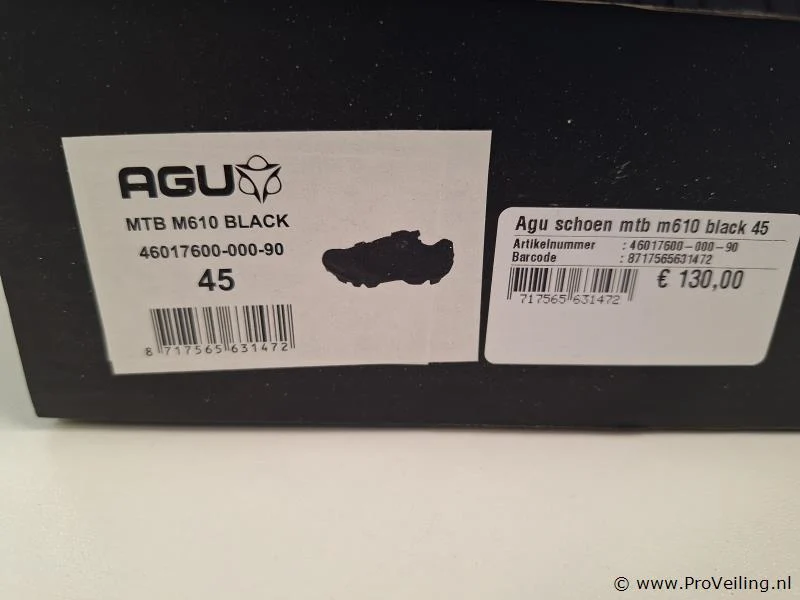 AGU
MTB M610 BLACK
46017600-000-90
45
8 717565 631472
Agu schoen mtb m610 black 45
Artikelnummer : 46017600-000-90
Barcode : 8717565631472
717565 631472
€ 130,00
© www.ProVeiling.nl